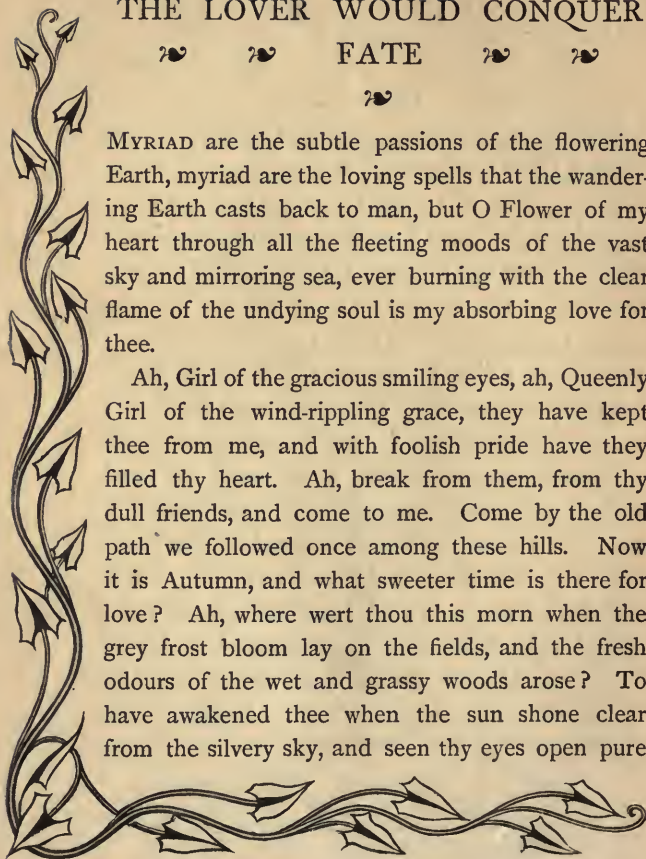 THE LOVER WOULD CONQUER
FATE
MYRIAD are the subtle passions of the flowering
Earth, myriad are the loving spells that the wander-
ing Earth casts back to man, but O Flower of my
heart through all the fleeting moods of the vast
sky and mirroring sea, ever burning with the clear
flame of the undying soul is my absorbing love for
thee.
Ah, Girl of the gracious smiling eyes, ah, Queenly
Girl of the wind-rippling grace, they have kept
thee from me, and with foolish pride have they
filled thy heart. Ah, break from them, from thy
dull friends, and come to me. Come by the old
path we followed once among these hills. Now
it is Autumn, and what sweeter time is there for
love? Ah, where wert thou this morn when the
grey frost bloom lay on the fields, and the fresh
odours of the wet and grassy woods arose? To
have awakened thee when the sun shone clear
from the silvery sky, and seen thy eyes open pure